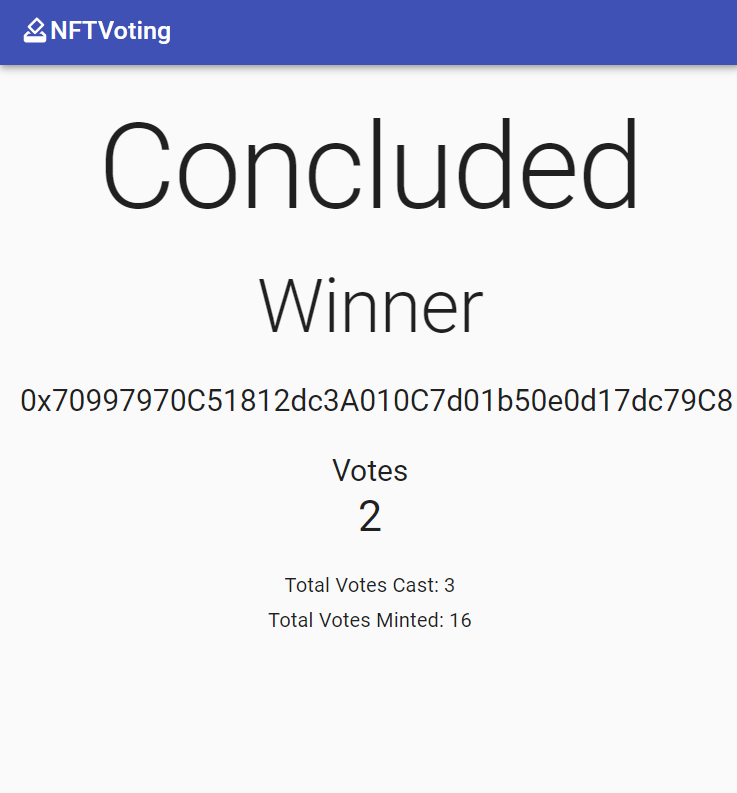 NFTVoting
Concluded
Winner
0x70997970C51812dc3A010C7d01b50e0d17dc79C8
Votes
2
Total Votes Cast: 3
Total Votes Minted: 16